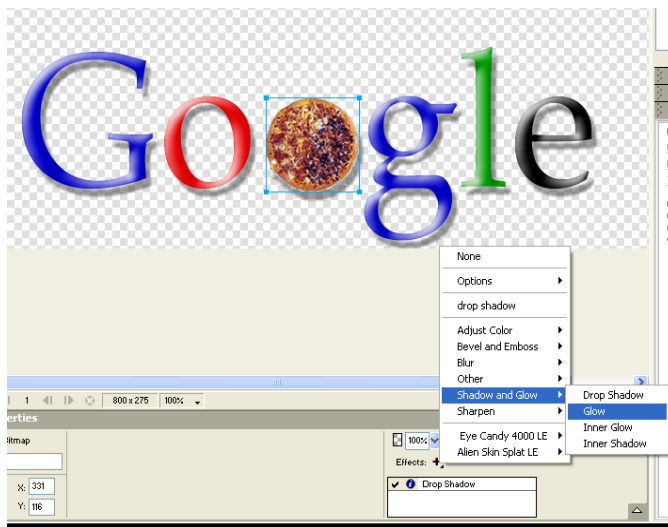 Google
None
Options
drop shadow
Adjust Color
Bevel and Emboss
Blur
Other
Shadow and Glow
Sharpen
Eye Candy 4000 LE
Alien Skin Splat LE
Drop Shadow
Glow
Inner Glow
Inner Shadow
1 800 x 275 100%
erties
Bitmap
100%
Effects:
X: 331
Y: 116
Drop Shadow